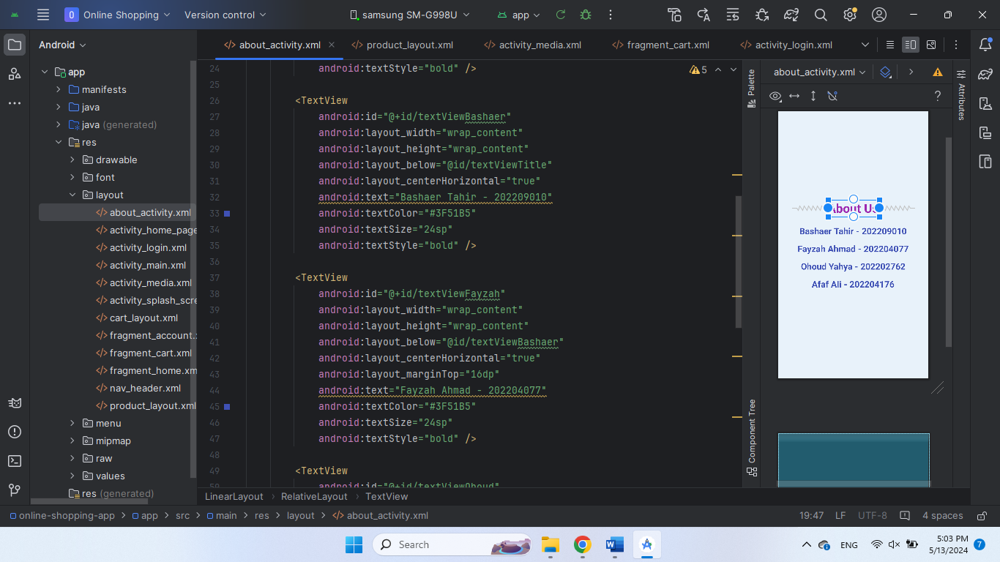 O Online Shopping Version control samsung SM-G998U app
Android
about_activity.xml product_layout.xml activity_media.xml fragment_cart.xml activity_login.xml
app
manifests
java
java (generated)
res
drawable
font
layout
about_activity.xml
activity_home_page
activity_login.xml
activity_main.xml
activity_media.xml
activity_splash_scre
cart_layout.xml
fragment_account.x
fragment_cart.xml
fragment_home.xm
nav_header.xml
product_layout.xml
menu
mipmap
raw
values
res (generated)
24 android:textStyle="bold" />
25
26 <TextView
27 android:id="@+id/textViewBashaer"
28 android:layout_width="wrap_content"
29 android:layout_height="wrap_content"
30 android:layout_below="@id/textViewTitle"
31 android:layout_centerHorizontal="true"
32 android:text="Bashaer Tahir - 202209010"
33 android:textColor="#3F51B5"
34 android:textSize="24sp"
35 android:textStyle="bold" />
36
37 <TextView
38 android:id="@+id/textViewFayzah"
39 android:layout_width="wrap_content"
40 android:layout_height="wrap_content"
41 android:layout_below="@id/textViewBashaer"
42 android:layout_centerHorizontal="true"
43 android:layout_marginTop="16dp"
44 android:text="Fayzah Ahmad - 202204077"
45 android:textColor="#3F51B5"
46 android:textSize="24sp"
47 android:textStyle="bold" />
48
49 <TextView
50 android:id="@+id/textViewOhoud"
5
Palette
Component Tree
about_activity.xml
?
Attributes
About Us
Bashaer Tahir - 202209010
Fayzah Ahmad - 202204077
Ohoud Yahya - 202202762
Afaf Ali - 202204176
LinearLayout > RelativeLayout > TextView
online-shopping-app > app > src > main > res > layout > about_activity.xml
19:47 LF UTF-8 4 spaces
Search
ENG
5:03 PM
5/13/2024
7